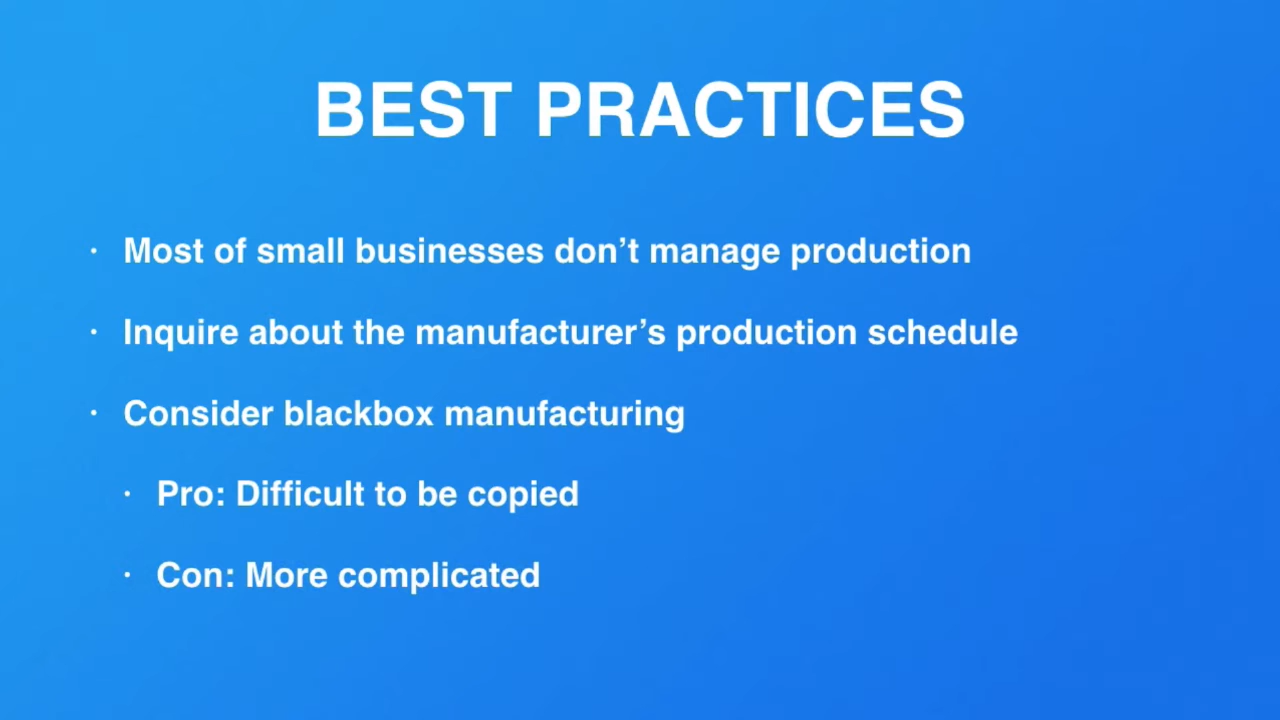 BEST PRACTICES
· Most of small businesses don’t manage production
· Inquire about the manufacturer’s production schedule
· Consider blackbox manufacturing
· Pro: Difficult to be copied
· Con: More complicated